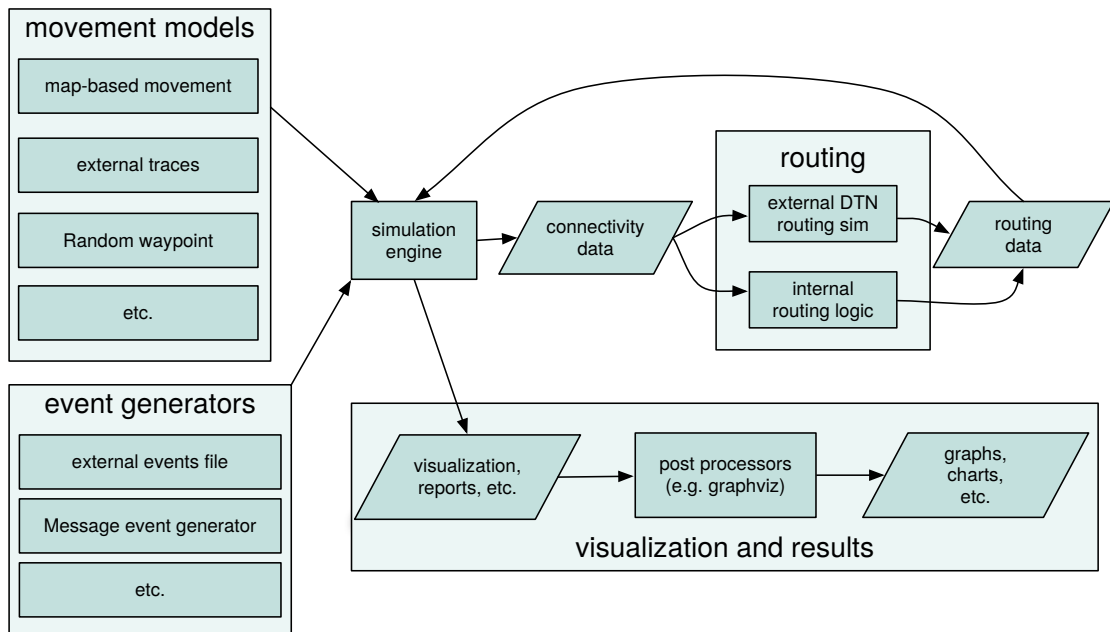 movement models
map-based movement
external traces
Random waypoint
etc.
event generators
external events file
Message event generator
etc.
simulation
engine
connectivity
data
routing
external DTN
routing sim
internal
routing logic
routing
data
visualization,
reports, etc.
post processors
(e.g. graphviz)
graphs,
charts,
etc.
visualization and results